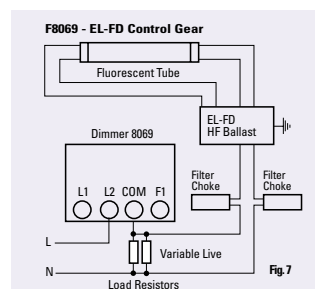 F8069 - EL-FD Control Gear
Fluorescent Tube
EL-FD
HF Ballast
Dimmer 8069
L1 L2 COM F1
Filter
Choke
Filter
Choke
L
Variable Live
N
Fig.7
Load Resistors